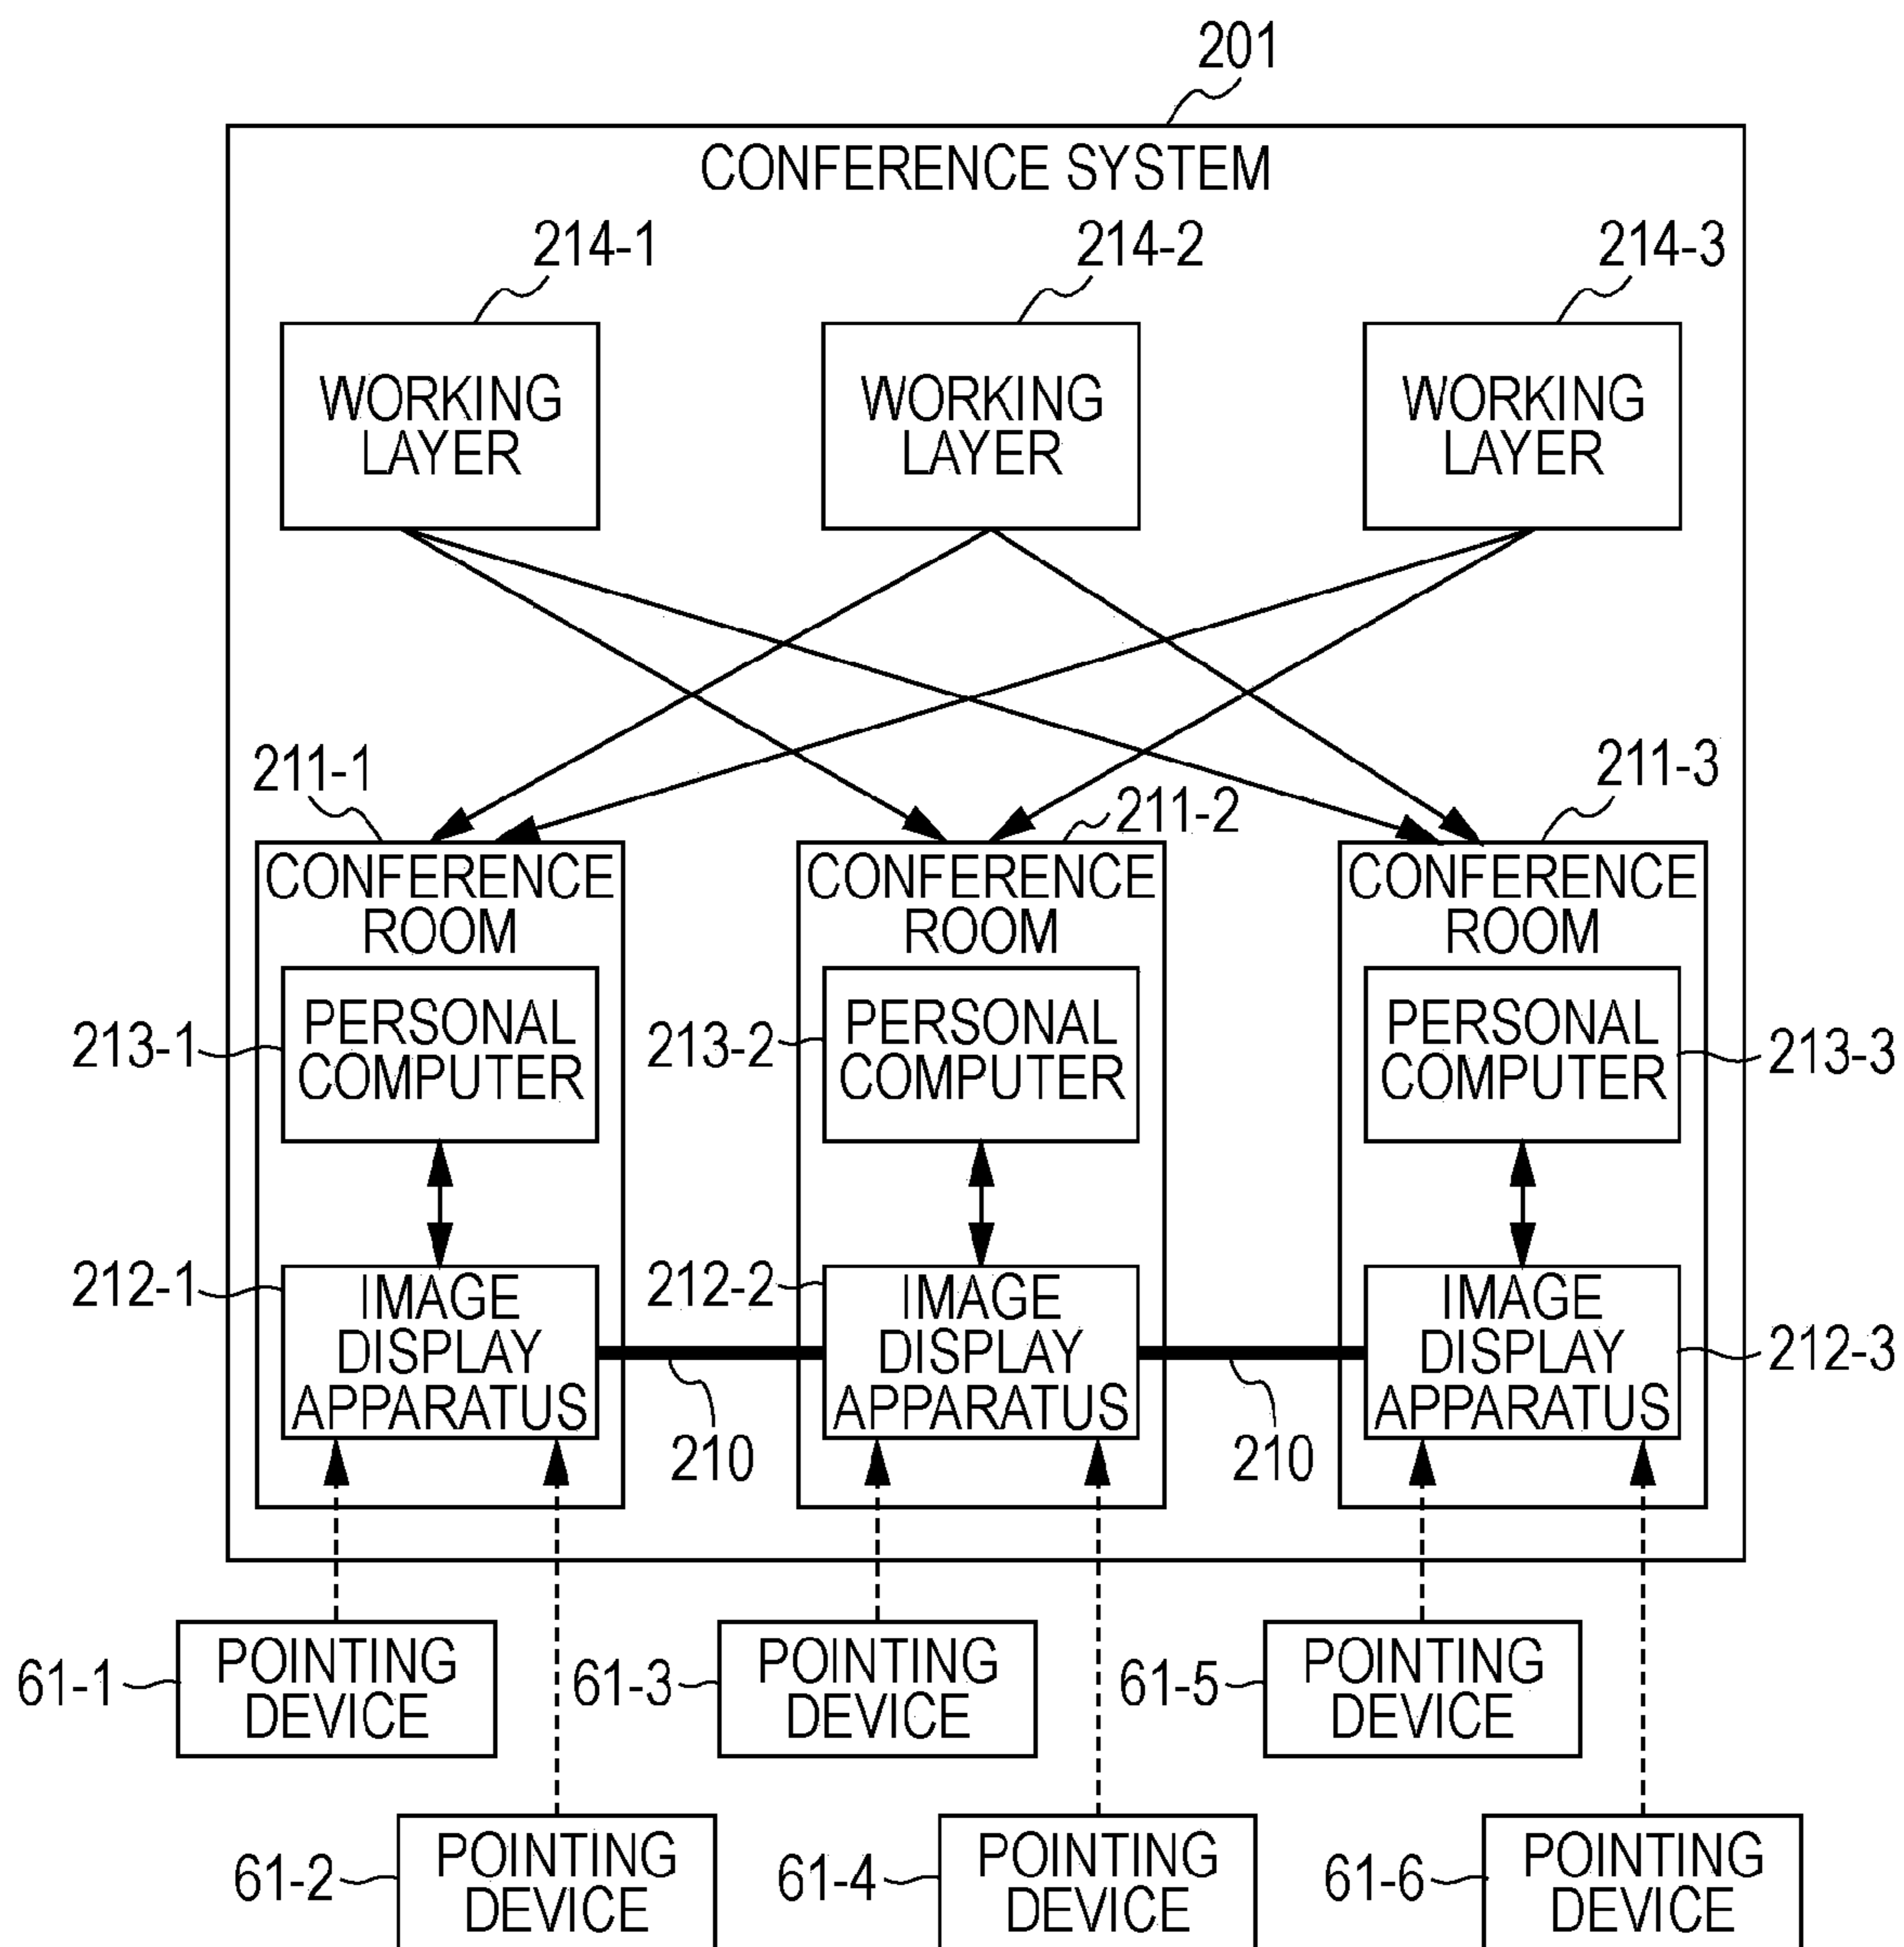 201
CONFERENCE SYSTEM
214-1
214-2
214-3
WORKING
LAYER
WORKING
LAYER
WORKING
LAYER
211-1
211-2
211-3
CONFERENCE
ROOM
CONFERENCE
ROOM
CONFERENCE
ROOM
213-1
PERSONAL
COMPUTER
213-2
PERSONAL
COMPUTER
PERSONAL
COMPUTER
213-3
212-1
IMAGE
DISPLAY
APPARATUS
212-2
IMAGE
DISPLAY
APPARATUS
IMAGE
DISPLAY
APPARATUS
212-3
210
210
61-1
POINTING
DEVICE
61-3
POINTING
DEVICE
61-5
POINTING
DEVICE
61-2
POINTING
DEVICE
61-4
POINTING
DEVICE
61-6
POINTING
DEVICE